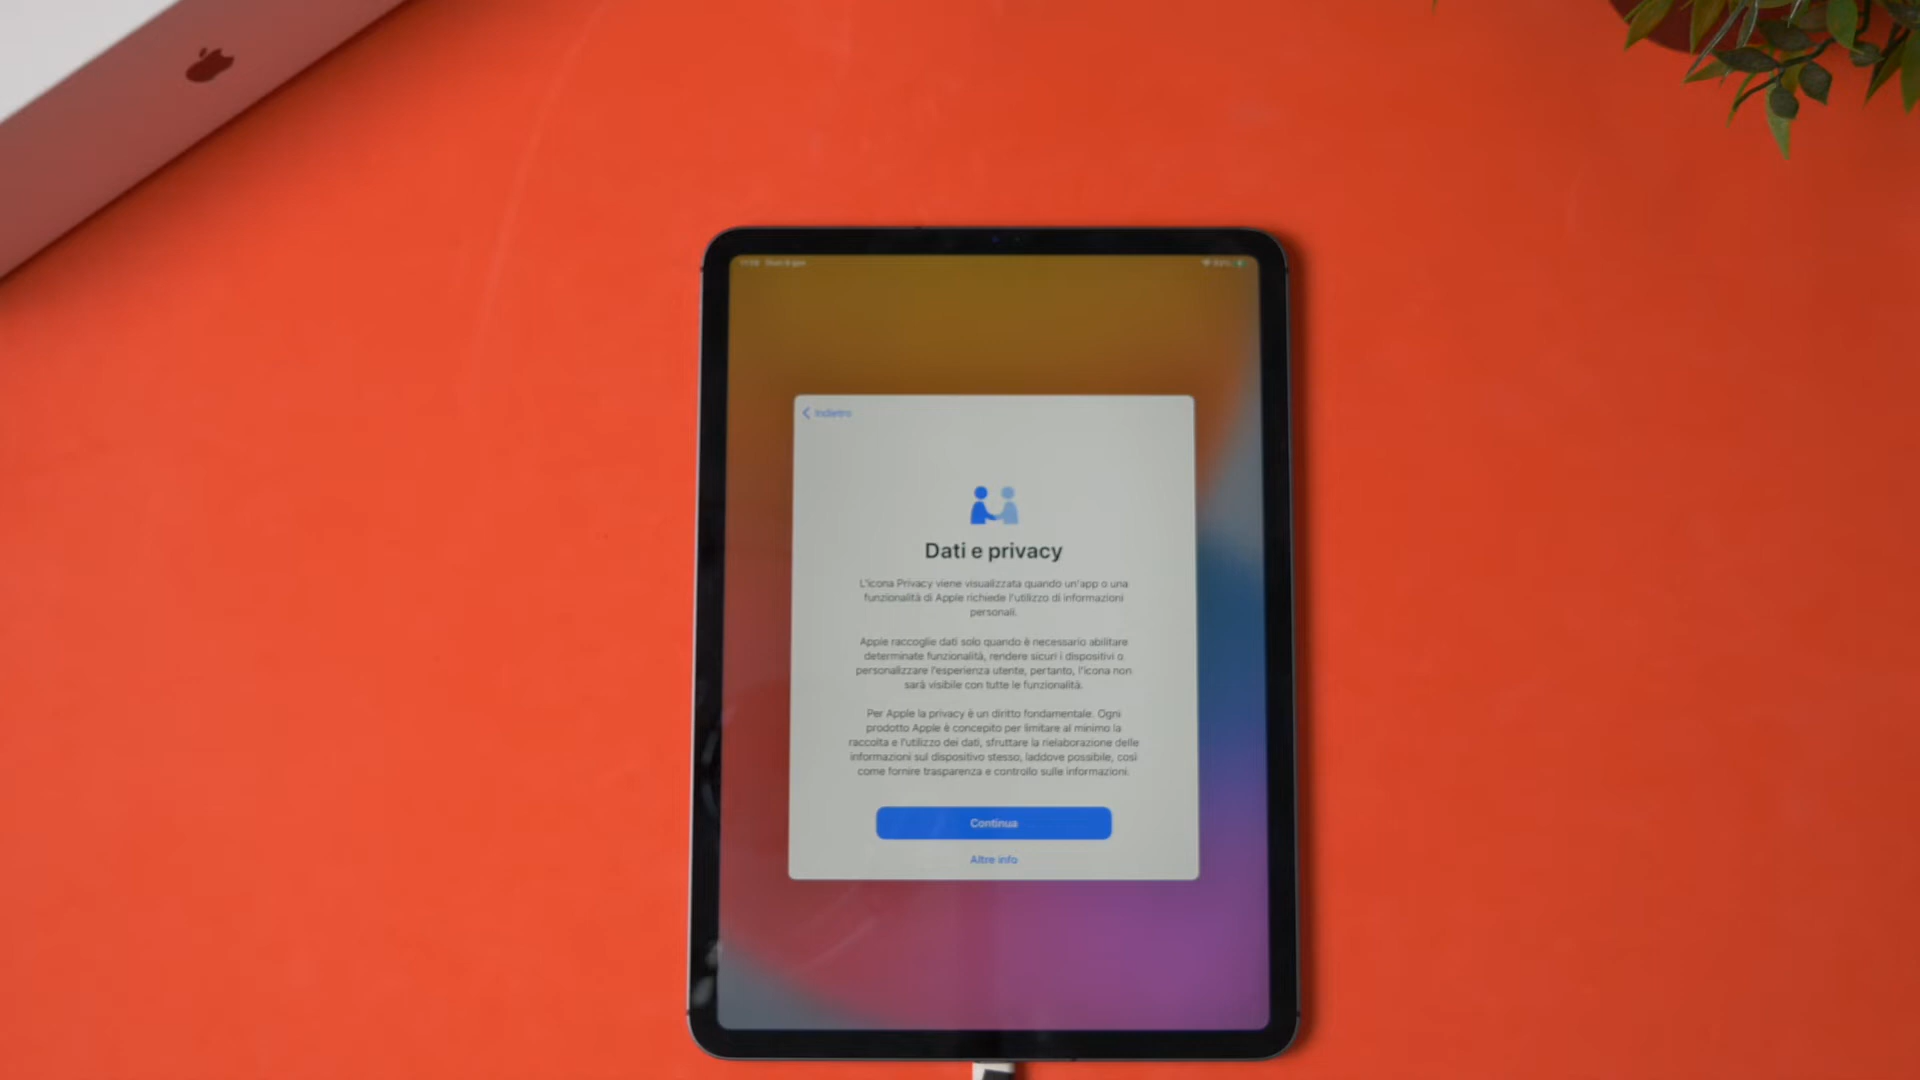 Indietro
Dati e privacy
L'icona Privacy viene visualizzata quando un'app o una
funzionalità di Apple richiede l'utilizzo di informazioni
personali.
Apple raccoglie dati solo quando è necessario abilitare
determinate funzionalità, rendere sicuri i dispositivi o
personalizzare l'esperienza utente, pertanto, l'icona non
sarà visibile con tutte le funzionalità.
Per Apple la privacy è un diritto fondamentale. Ogni
prodotto Apple è concepito per limitare al minimo la
raccolta e l'utilizzo dei dati, sfruttare la rielaborazione delle
informazioni sul dispositivo stesso, laddove possibile, così
come fornire trasparenza e controllo sulle informazioni.
Continua
Altre info